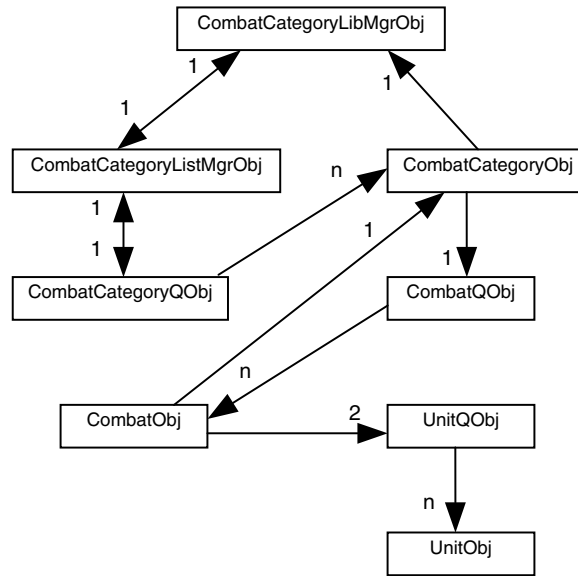 CombatCategoryLibMgrObj
1
1
1
CombatCategoryListMgrObj
CombatCategoryObj
n
1
1
1
1
CombatCategoryQObj
CombatQObj
n
CombatObj
2
UnitQObj
n
UnitObj